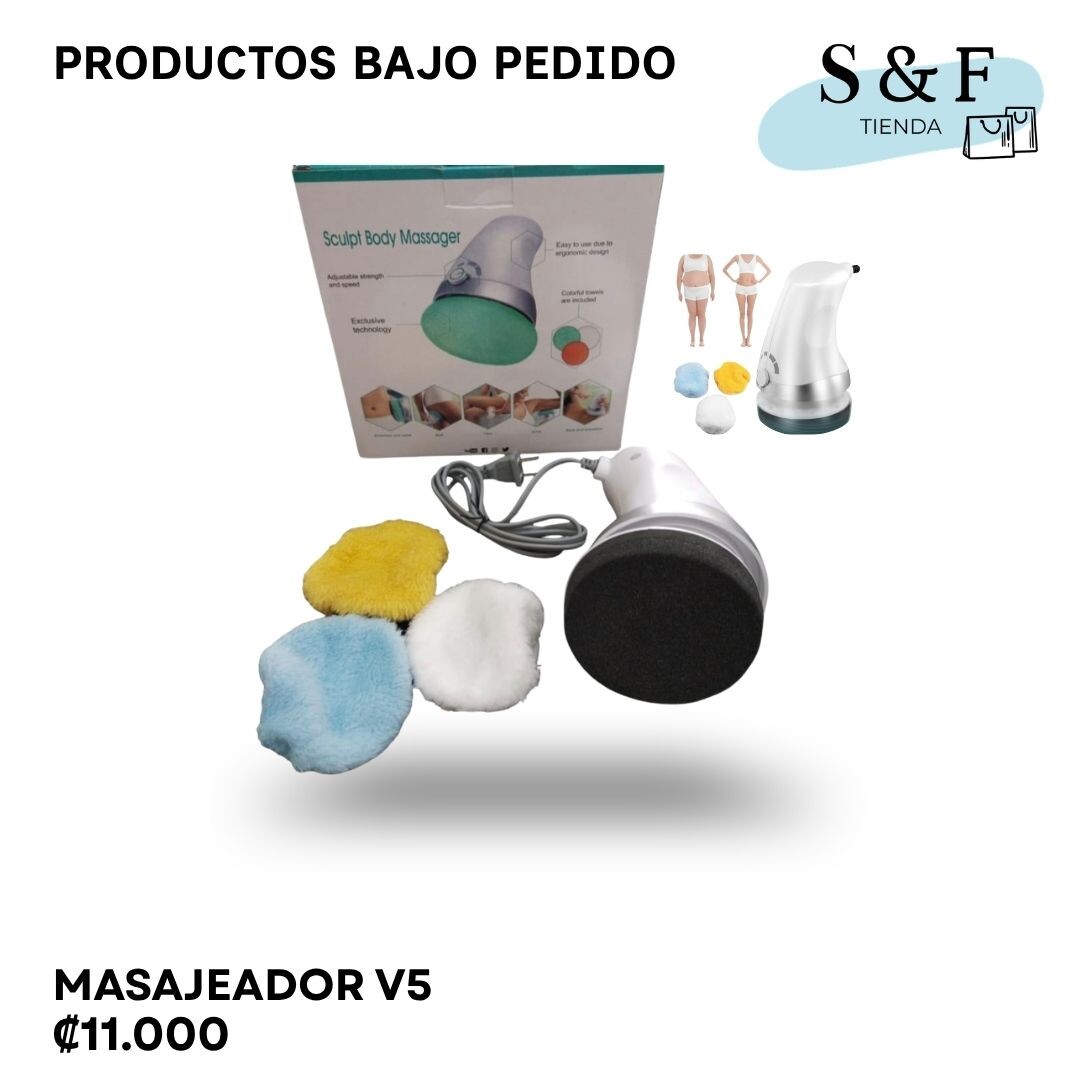 PRODUCTOS BAJO PEDIDO
S & F
TIENDA
Sculpt Body Massager
Easy to use due to
ergonomic design
Adjustable strength
and speed
Colorful towels
are included
Exclusive
technology
MASAJEADOR V5
₡11.000